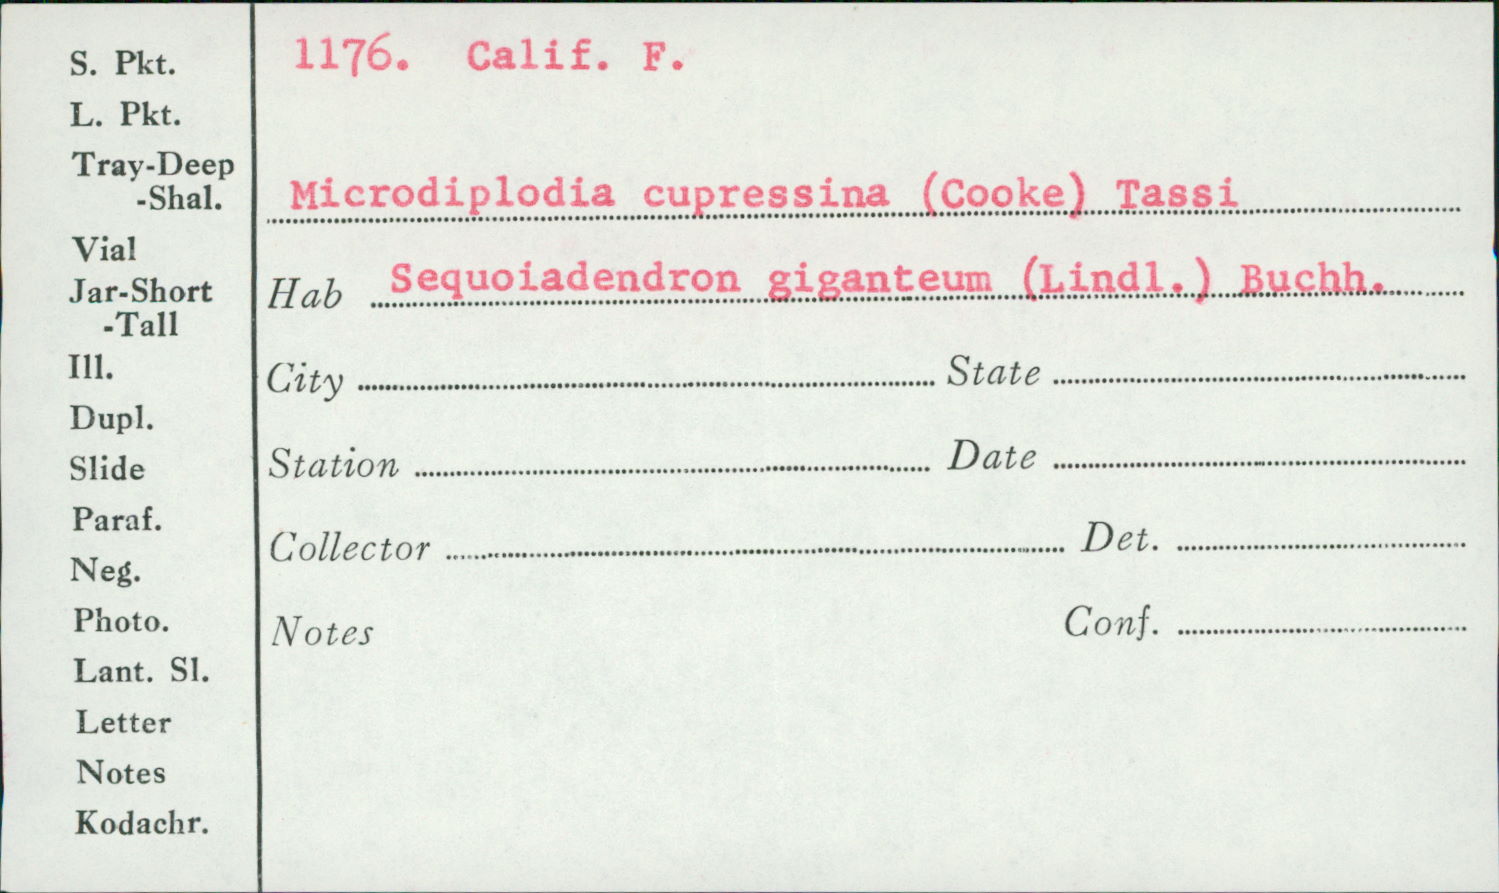 1176. Calif. F.
Microdiplodia cupressina (Cooke) Tassi
Hab Sequoiadendron giganteum (Lindl.) Buchh.
City State
Station Date
Collector Det.
Notes Conf.
S. Pkt.
L. Pkt.
Tray-Deep
-Shal.
Vial
Jar-Short
-Tall
Ill.
Dupl.
Slide
Paraf.
Neg.
Photo.
Lant. Sl.
Letter
Notes
Kodachr.